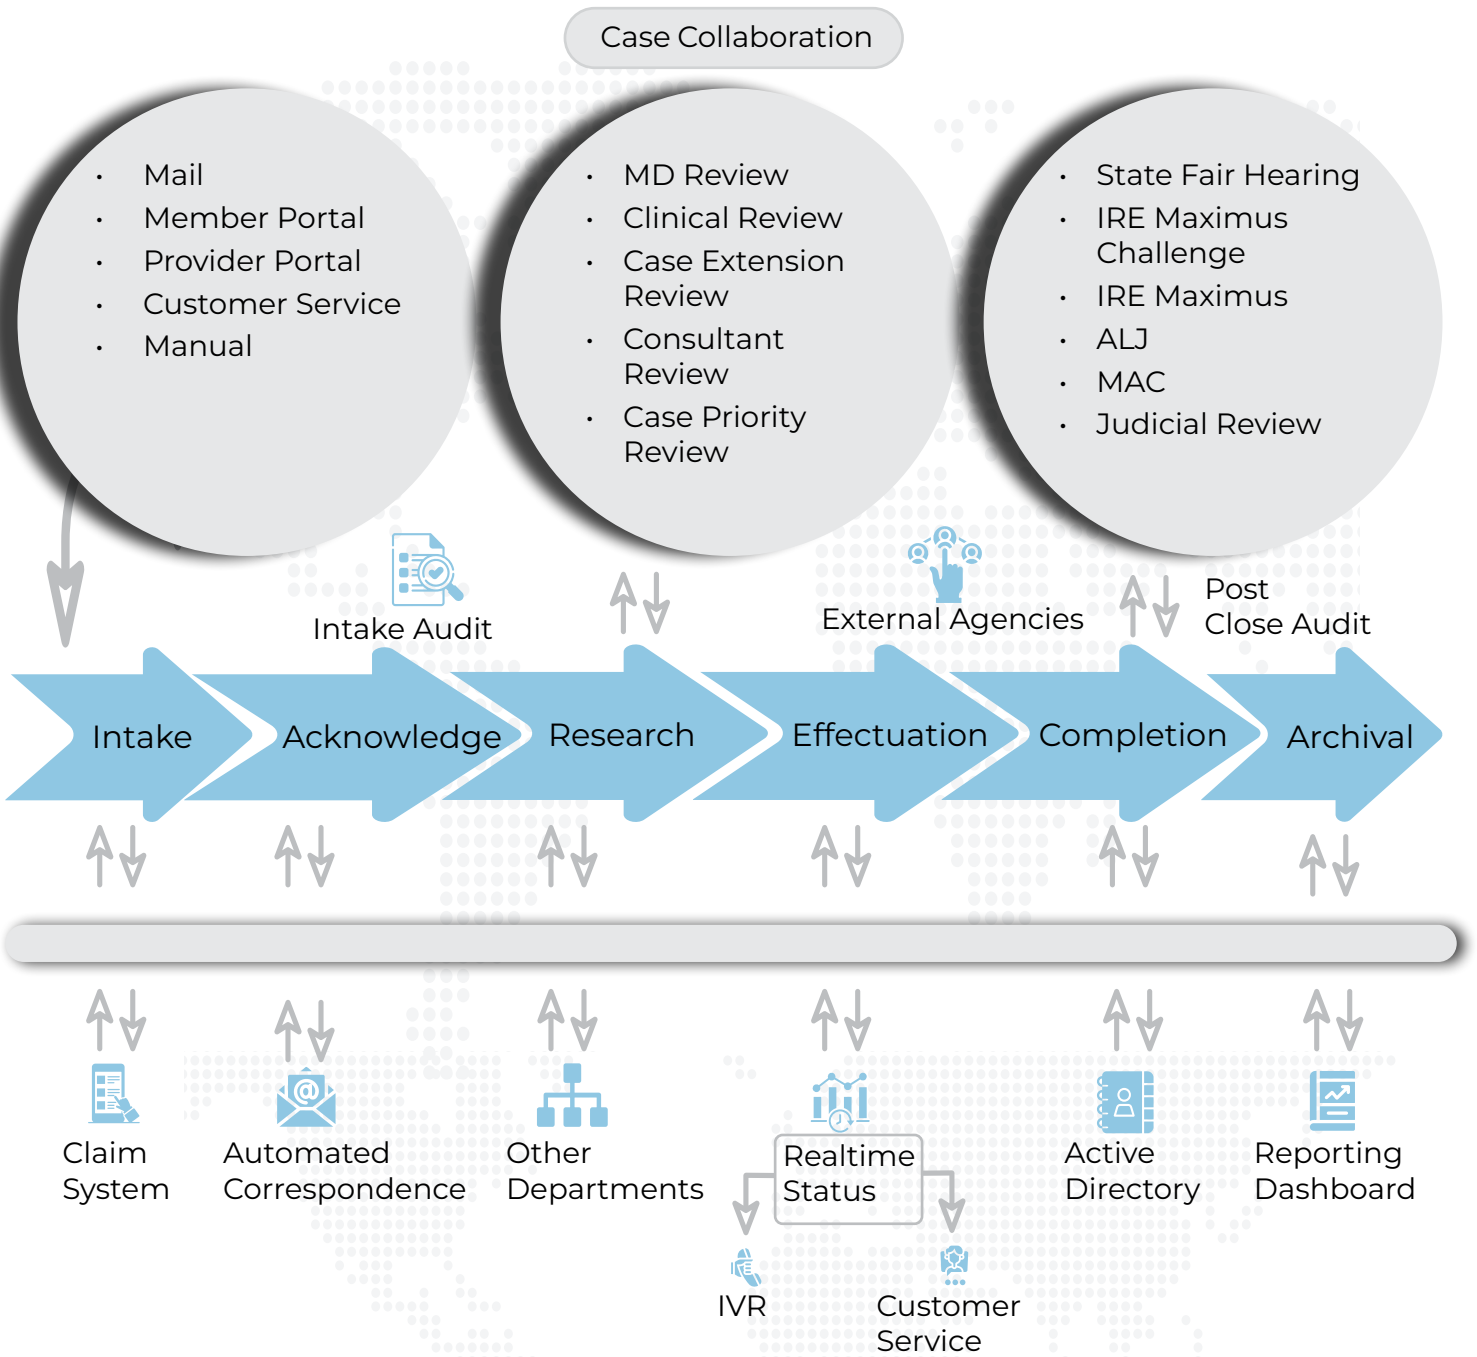 Case Collaboration
• Mail
• Member Portal
• Provider Portal
• Customer Service
• Manual
• MD Review
• Clinical Review
• Case Extension
Review
• Consultant
Review
• Case Priority
Review
• State Fair Hearing
• IRE Maximus
Challenge
• IRE Maximus
• ALJ
• MAC
• Judicial Review
Intake Audit
External Agencies
Post
Close Audit
Intake
Acknowledge
Research
Effectuation
Completion
Archival
Claim
System
@
Automated
Correspondence
Other
Departments
Realtime
Status
Active
Directory
Reporting
Dashboard
IVR
Customer
Service